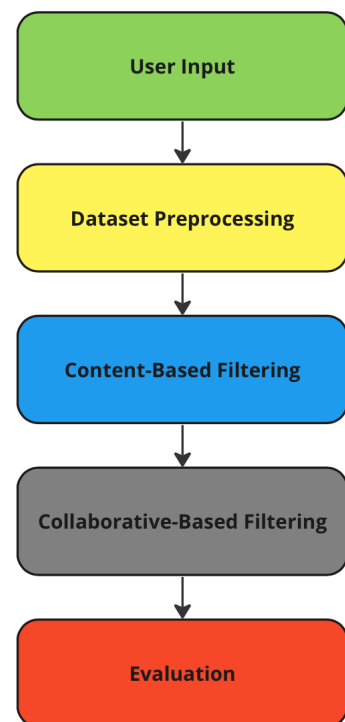 User Input
Dataset Preprocessing
Content-Based Filtering
Collaborative-Based Filtering
Evaluation